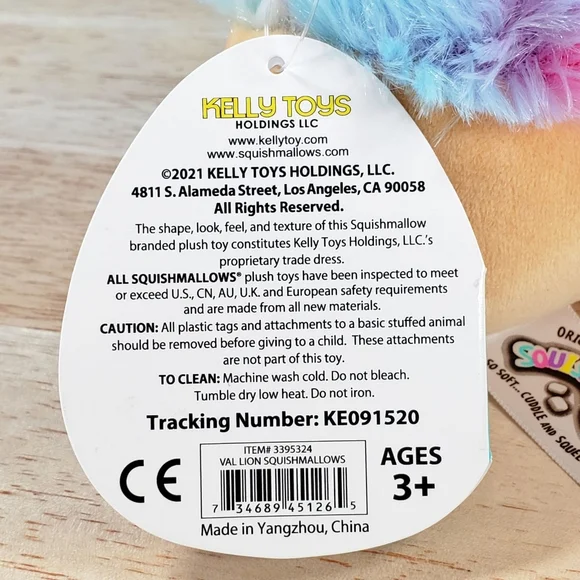 KELLY TOYS
HOLDINGS LLC
www.kellytoy.com
www.squishmallows.com
©2021 KELLY TOYS HOLDINGS, LLC.
4811 S. Alameda Street, Los Angeles, CA 90058
All Rights Reserved.
The shape, look, feel, and texture of this Squishmallow
branded plush toy constitutes Kelly Toys Holdings, LLC.'s
proprietary trade dress.
ALL SQUISHMALLOWS® plush toys have been inspected to meet
or exceed U.S., CN, AU, U.K. and European safety requirements
and are made from all new materials.
CAUTION: All plastic tags and attachments to a basic stuffed animal
should be removed before giving to a child. These attachments
are not part of this toy.
TO CLEAN: Machine wash cold. Do not bleach.
Tumble dry low heat. Do not iron.
Tracking Number: KE091520
CE
ITEM# 3395324
VAL LION SQUISHMALLOWS
7 34689 45126 5
AGES
3+
Made in Yangzhou, China
SO SOFT... CUDDLE AND